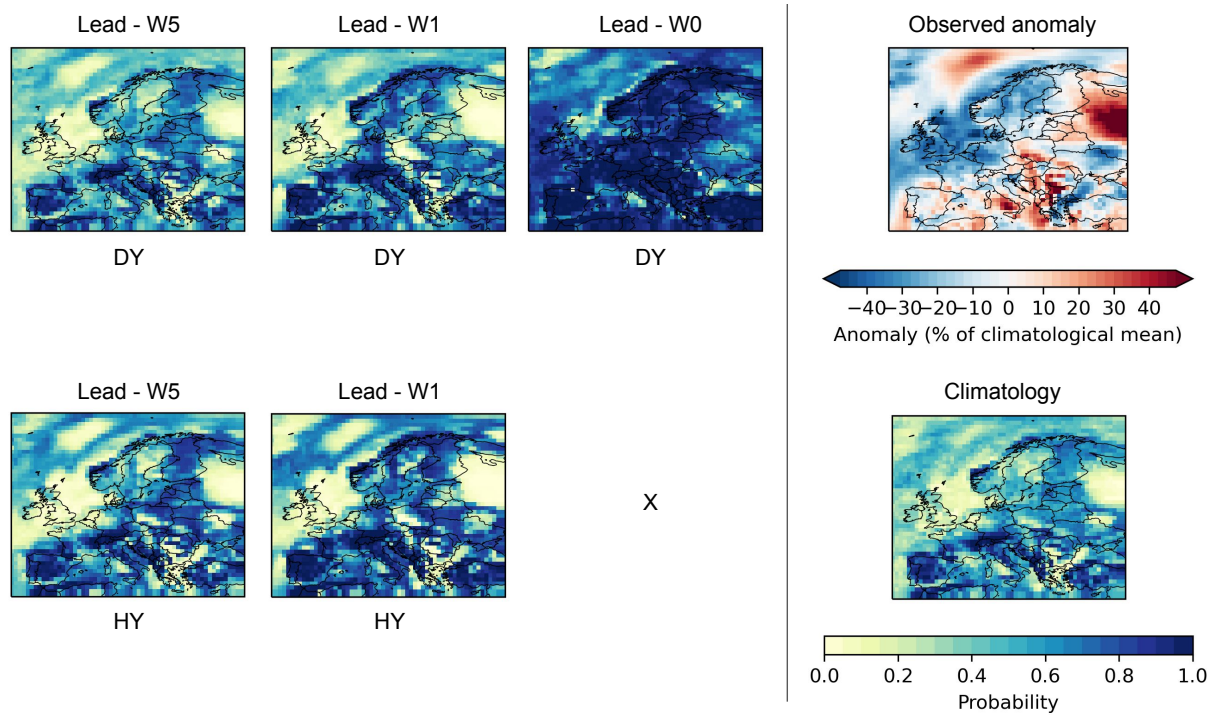 Lead - W5
Lead - W1
Lead - W0
Observed anomaly
DY
DY
DY
−40−30−20−10 0 10 20 30 40
Anomaly (% of climatological mean)
Lead - W5
Lead - W1
Climatology
X
HY
HY
0.0 0.2 0.4 0.6 0.8 1.0
Probability